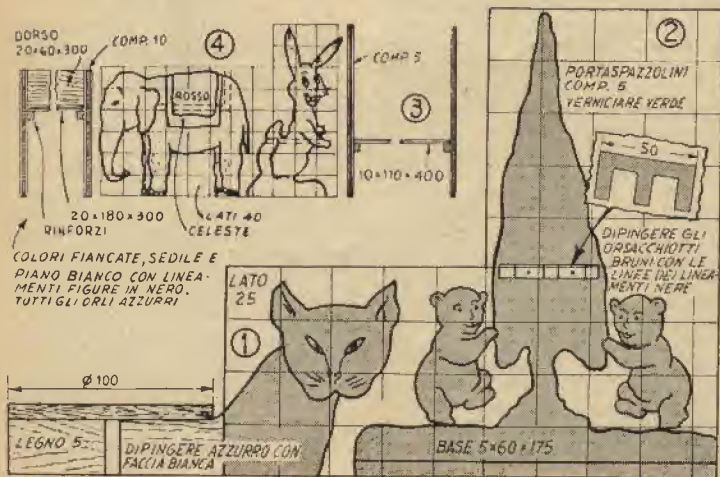 DORSO
20×60×300
COMP. 10
④
ROSSO
COMP. 5
③
②
PORTASPAZZOLINI
COMP. 5
VERNICIARE VERDE
50
10×110×400
20×180×300
RINFORZI
LATI 40
CELESTE
COLORI FIANCATE, SEDILE E
PIANO BIANCO CON LINEA-
MENTI FIGURE IN NERO.
TUTTI GLI ORLI AZZURRI
DIPINGERE GLI
ORSACCHIOTTI
BRUNI CON LE
LINEE DEI LINEA-
MENTI NERE
LATO
25
①
Ø 100
LEGNO 5
DIPINGERE AZZURRO CON
FACCIA BIANCA
BASE 5×60×175